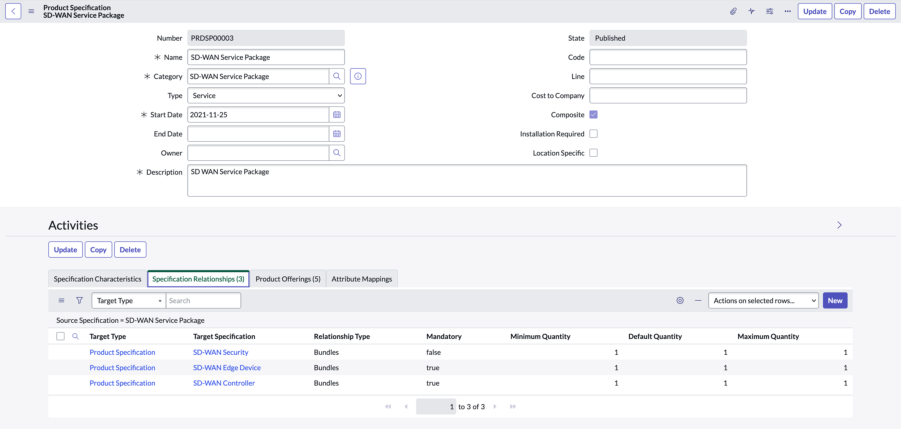 Product Specification
SD-WAN Service Package
Update Copy Delete
Number PRDSP00003
State Published
Name SD-WAN Service Package
Code
Category SD-WAN Service Package
Line
Type Service
Cost to Company
Start Date 2021-11-25
Composite
End Date
Installation Required
Owner
Location Specific
Description SD WAN Service Package
Activities
Update Copy Delete
Specification Characteristics Specification Relationships (3) Product Offerings (5) Attribute Mappings
Target Type Search Actions on selected rows... New
Source Specification = SD-WAN Service Package
Target Type Target Specification Relationship Type Mandatory Minimum Quantity Default Quantity Maximum Quantity
Product Specification SD-WAN Security Bundles false 1 1 1
Product Specification SD-WAN Edge Device Bundles true 1 1 1
Product Specification SD-WAN Controller Bundles true 1 1 1
1 to 3 of 3